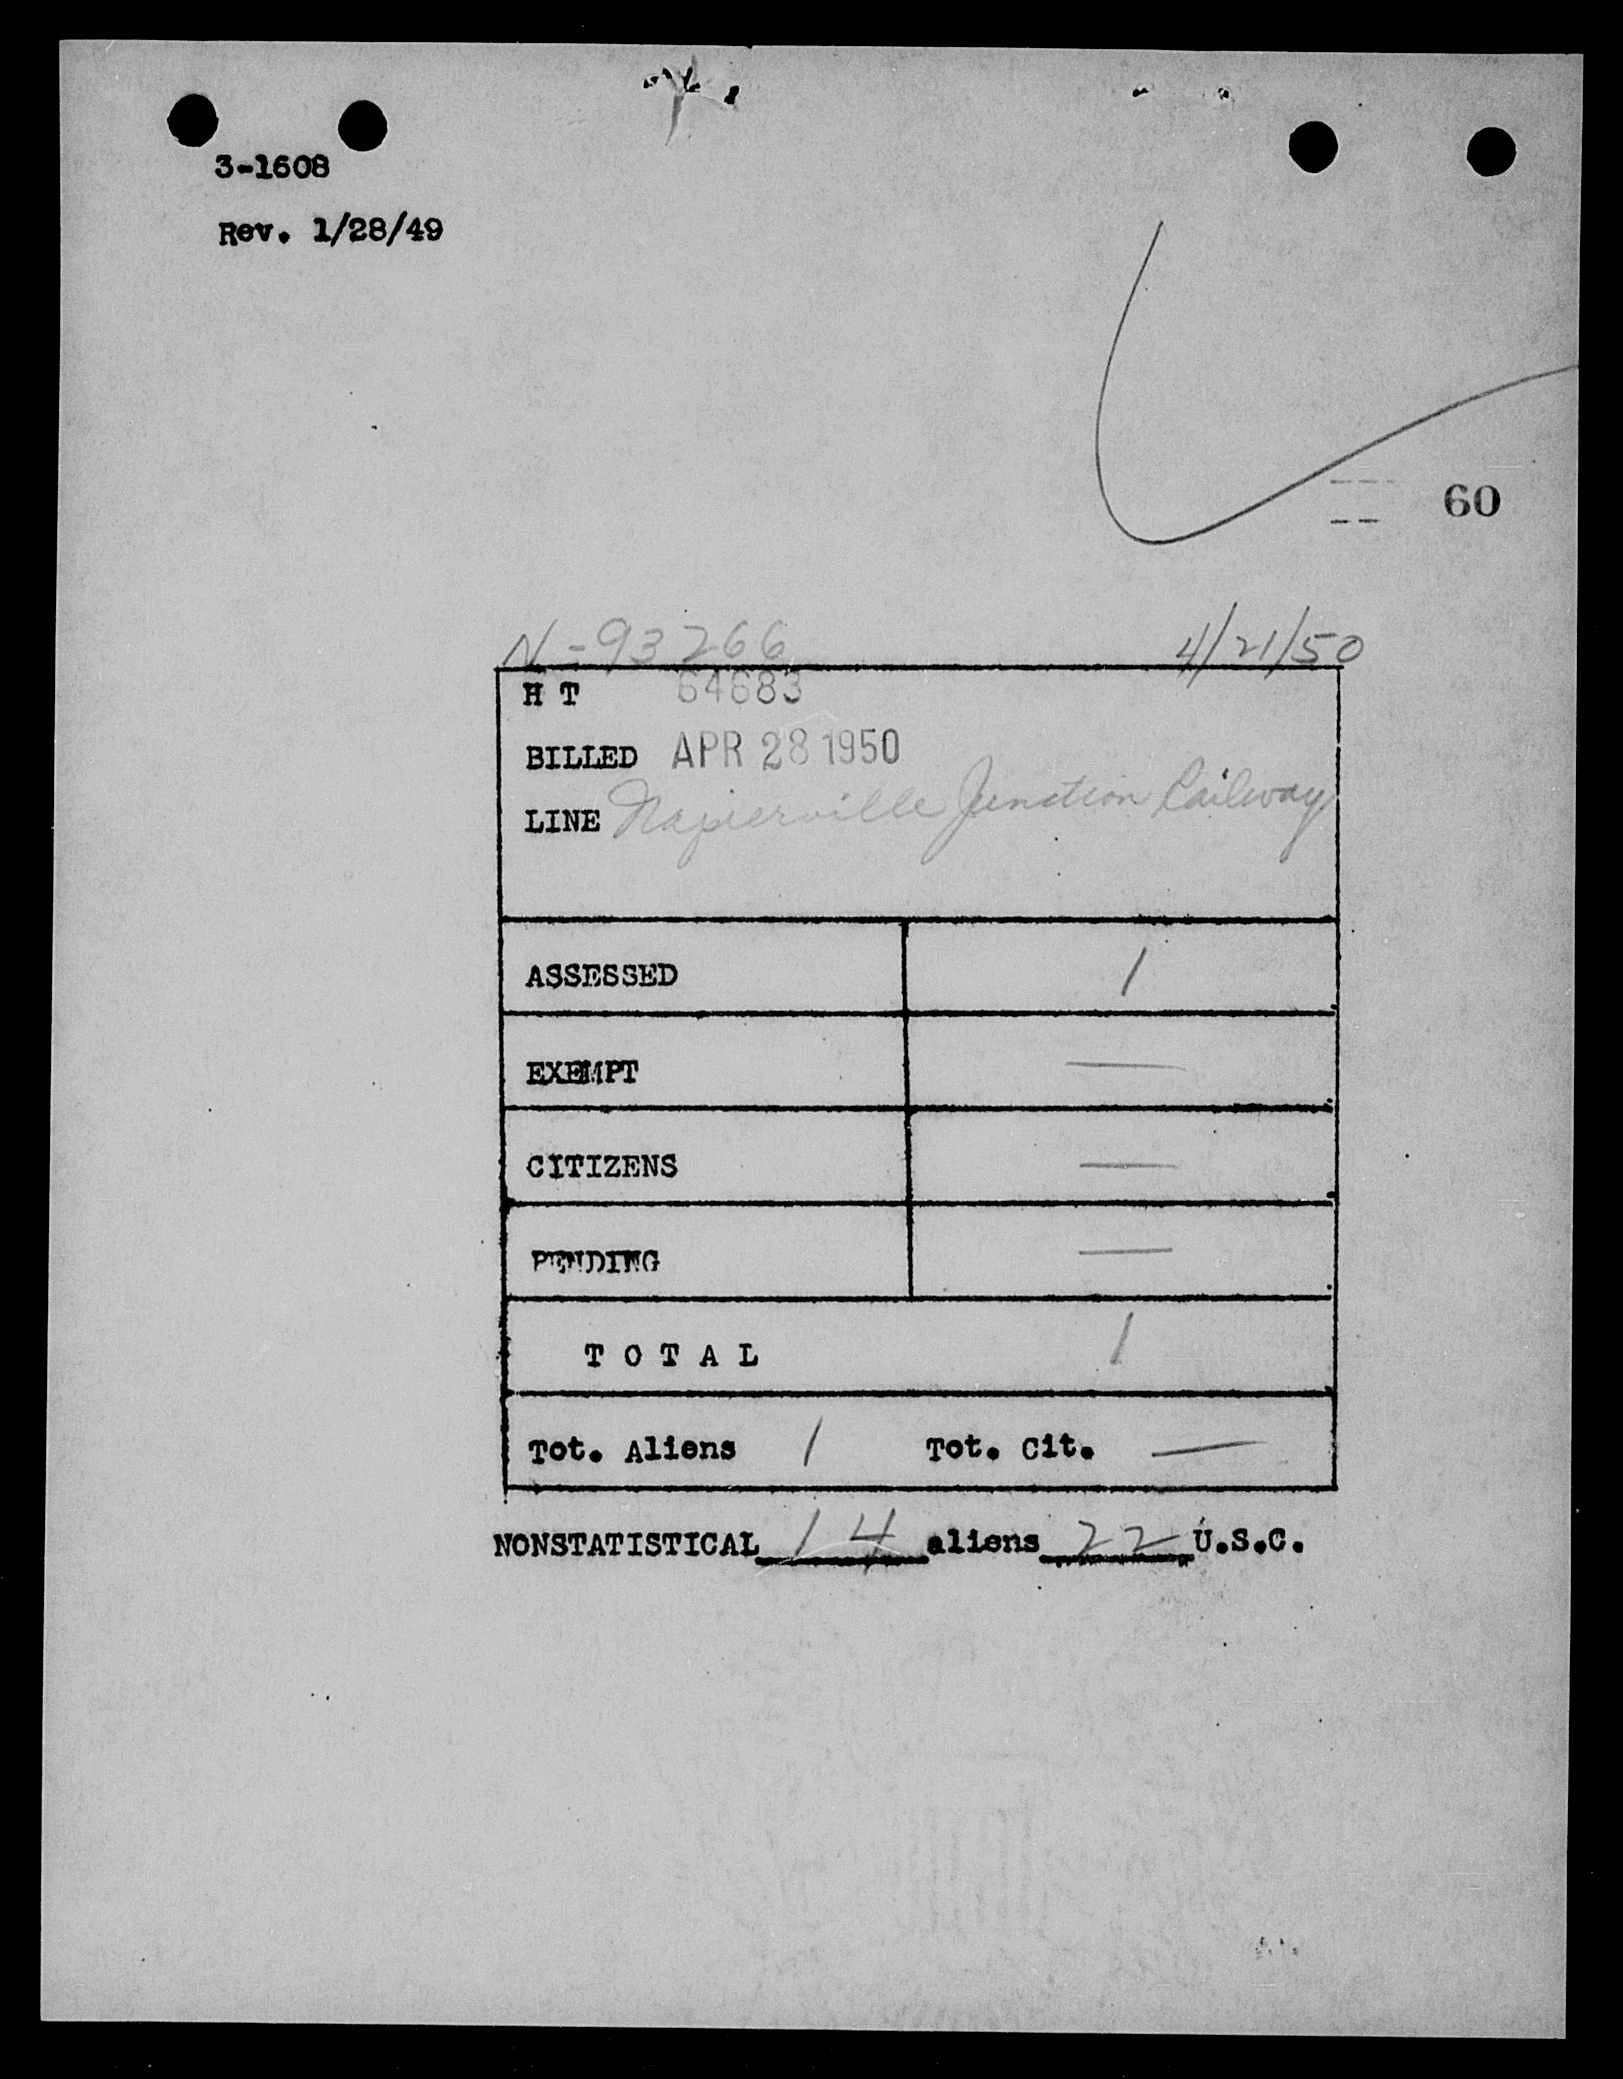 3-1608
Rev. 1/28/49
60
N-93266 4/21/50
H T 64683
BILLED APR 28 1950
LINE Napierville Junction Railway
ASSESSED 1
EXEMPT —
CITIZENS —
PENDING —
T O T A L 1
Tot. Aliens 1 Tot. Cit. —
NONSTATISTICAL 14 aliens 22 U.S.C.